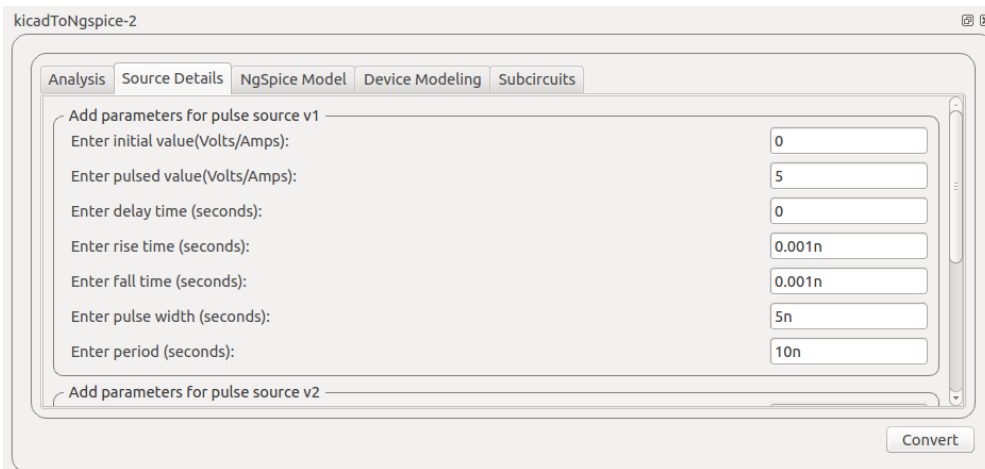 kicadToNgspice-2
Analysis Source Details NgSpice Model Device Modeling Subcircuits
Add parameters for pulse source v1
Enter initial value(Volts/Amps): 0
Enter pulsed value(Volts/Amps): 5
Enter delay time (seconds): 0
Enter rise time (seconds): 0.001n
Enter fall time (seconds): 0.001n
Enter pulse width (seconds): 5n
Enter period (seconds): 10n
Add parameters for pulse source v2
Convert